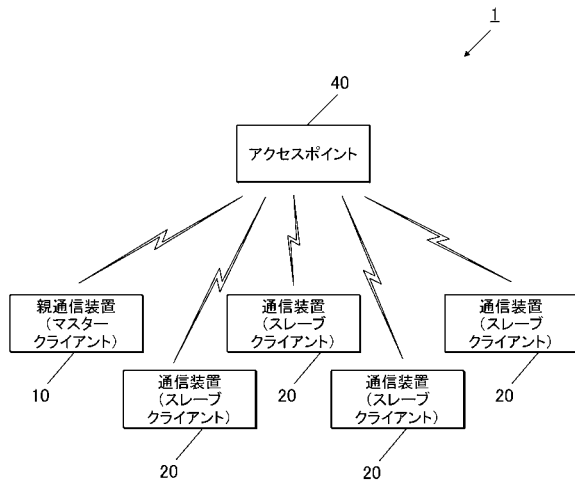 1
40
アクセスポイント
親通信装置
(マスター
クライアント)
通信装置
(スレーブ
クライアント)
通信装置
(スレーブ
クライアント)
10
通信装置
(スレーブ
クライアント)
20
通信装置
(スレーブ
クライアント)
20
20
20